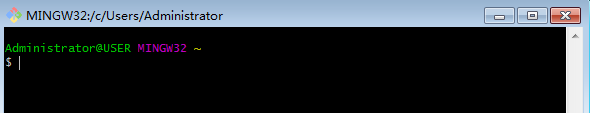 MINGW32:/c/Users/Administrator
Administrator@USER MINGW32 ~
$